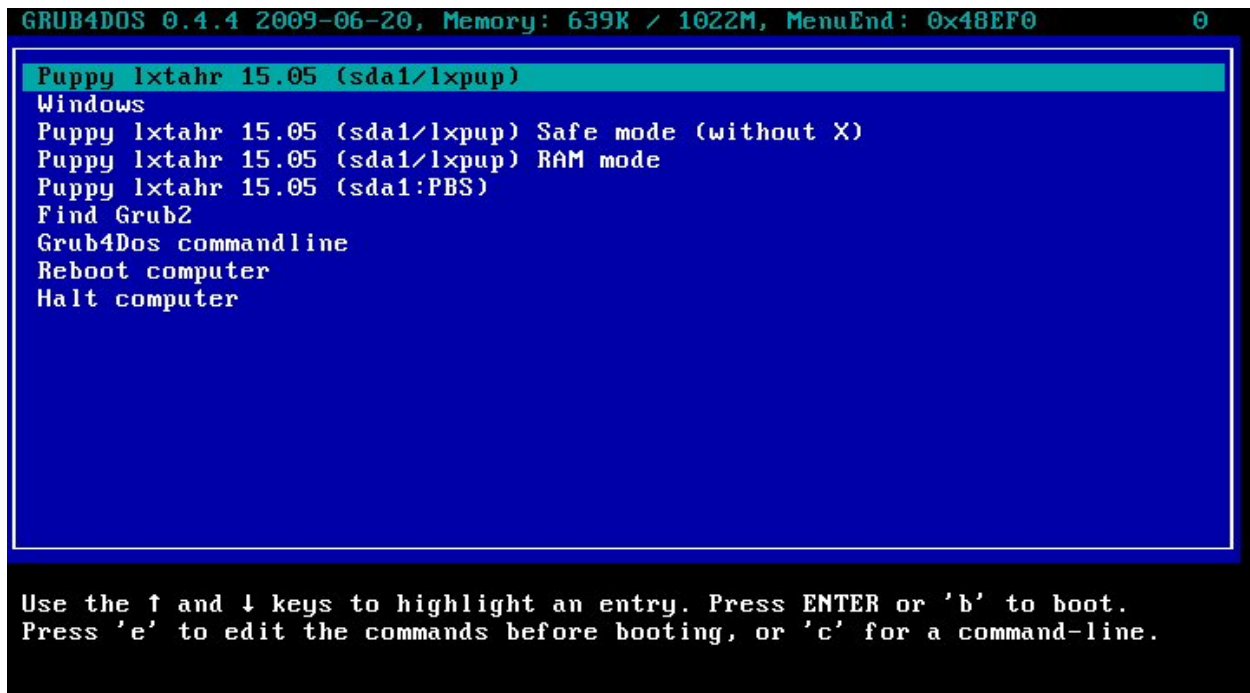 GRUB4DOS 0.4.4 2009-06-20, Memory: 639K / 1022M, MenuEnd: 0x48EF0 0
Puppy lxtahr 15.05 (sda1/lxpup)
Windows
Puppy lxtahr 15.05 (sda1/lxpup) Safe mode (without X)
Puppy lxtahr 15.05 (sda1/lxpup) RAM mode
Puppy lxtahr 15.05 (sda1:PBS)
Find Grub2
Grub4Dos commandline
Reboot computer
Halt computer
Use the ↑ and ↓ keys to highlight an entry. Press ENTER or 'b' to boot.
Press 'e' to edit the commands before booting, or 'c' for a command-line.